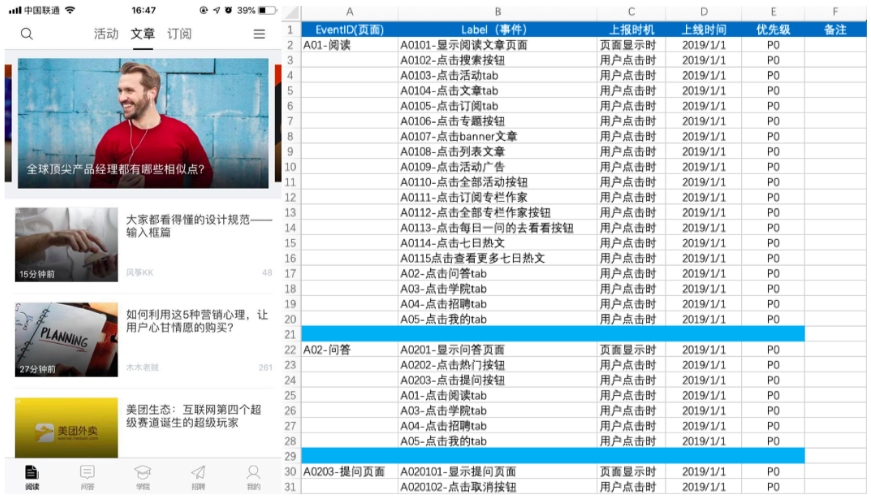 中国联通 16:47 39%
活动 文章 订阅
全球顶尖产品经理都有哪些相似点?
大家都看得懂的设计规范——
输入框篇
15分钟前 风筝KK 48
如何利用这5种营销心理，让
用户心甘情愿的购买?
PLANNING
27分钟前 木木老贼 261
美团生态：互联网第四个超
级赛道诞生的超级玩家
美团外卖
阅读 问答 学院 招聘 我的
A B C D E F
1 EventID(页面) Label（事件） 上报时机 上线时间 优先级 备注
2 A01-阅读 A0101-显示阅读文章页面 页面显示时 2019/1/1 P0
3 A0102-点击搜索按钮 用户点击时 2019/1/1 P0
4 A0103-点击活动tab 用户点击时 2019/1/1 P0
5 A0104-点击文章tab 用户点击时 2019/1/1 P0
6 A0105-点击订阅tab 用户点击时 2019/1/1 P0
7 A0106-点击专题按钮 用户点击时 2019/1/1 P0
8 A0107-点击banner文章 用户点击时 2019/1/1 P0
9 A0108-点击列表文章 用户点击时 2019/1/1 P0
10 A0109-点击活动广告 用户点击时 2019/1/1 P0
11 A0110-点击全部活动按钮 用户点击时 2019/1/1 P0
12 A0111-点击订阅专栏作家 用户点击时 2019/1/1 P0
13 A0112-点击全部专栏作家按钮 用户点击时 2019/1/1 P0
14 A0113-点击每日一问的去看看按钮 用户点击时 2019/1/1 P0
15 A0114-点击七日热文 用户点击时 2019/1/1 P0
16 A0115点击查看更多七日热文 用户点击时 2019/1/1 P0
17 A02-点击问答tab 用户点击时 2019/1/1 P0
18 A03-点击学院tab 用户点击时 2019/1/1 P0
19 A04-点击招聘tab 用户点击时 2019/1/1 P0
20 A05-点击我的tab 用户点击时 2019/1/1 P0
21
22 A02-问答 A0201-显示问答页面 页面显示时 2019/1/1 P0
23 A0202-点击热门按钮 用户点击时 2019/1/1 P0
24 A0203-点击提问按钮 用户点击时 2019/1/1 P0
25 A01-点击阅读tab 用户点击时 2019/1/1 P0
26 A03-点击学院tab 用户点击时 2019/1/1 P0
27 A04-点击招聘tab 用户点击时 2019/1/1 P0
28 A05-点击我的tab 用户点击时 2019/1/1 P0
29
30 A0203-提问页面 A020101-显示提问页面 页面显示时 2019/1/1 P0
31 A020102-点击取消按钮 用户点击时 2019/1/1 P0